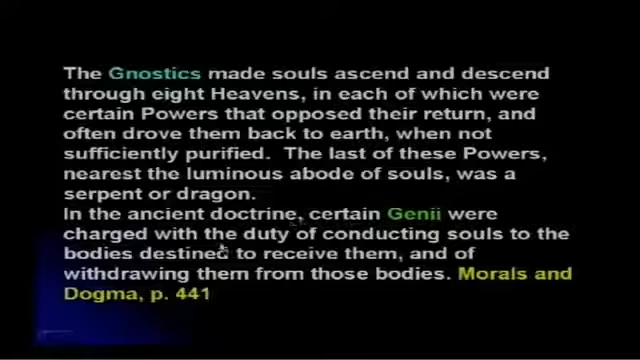 The Gnostics made souls ascend and descend
through eight Heavens, in each of which were
certain Powers that opposed their return, and
often drove them back to earth, when not
sufficiently purified. The last of these Powers,
nearest the luminous abode of souls, was a
serpent or dragon.
In the ancient doctrine, certain Genii were
charged with the duty of conducting souls to the
bodies destined to receive them, and of
withdrawing them from those bodies. Morals and
Dogma, p. 441